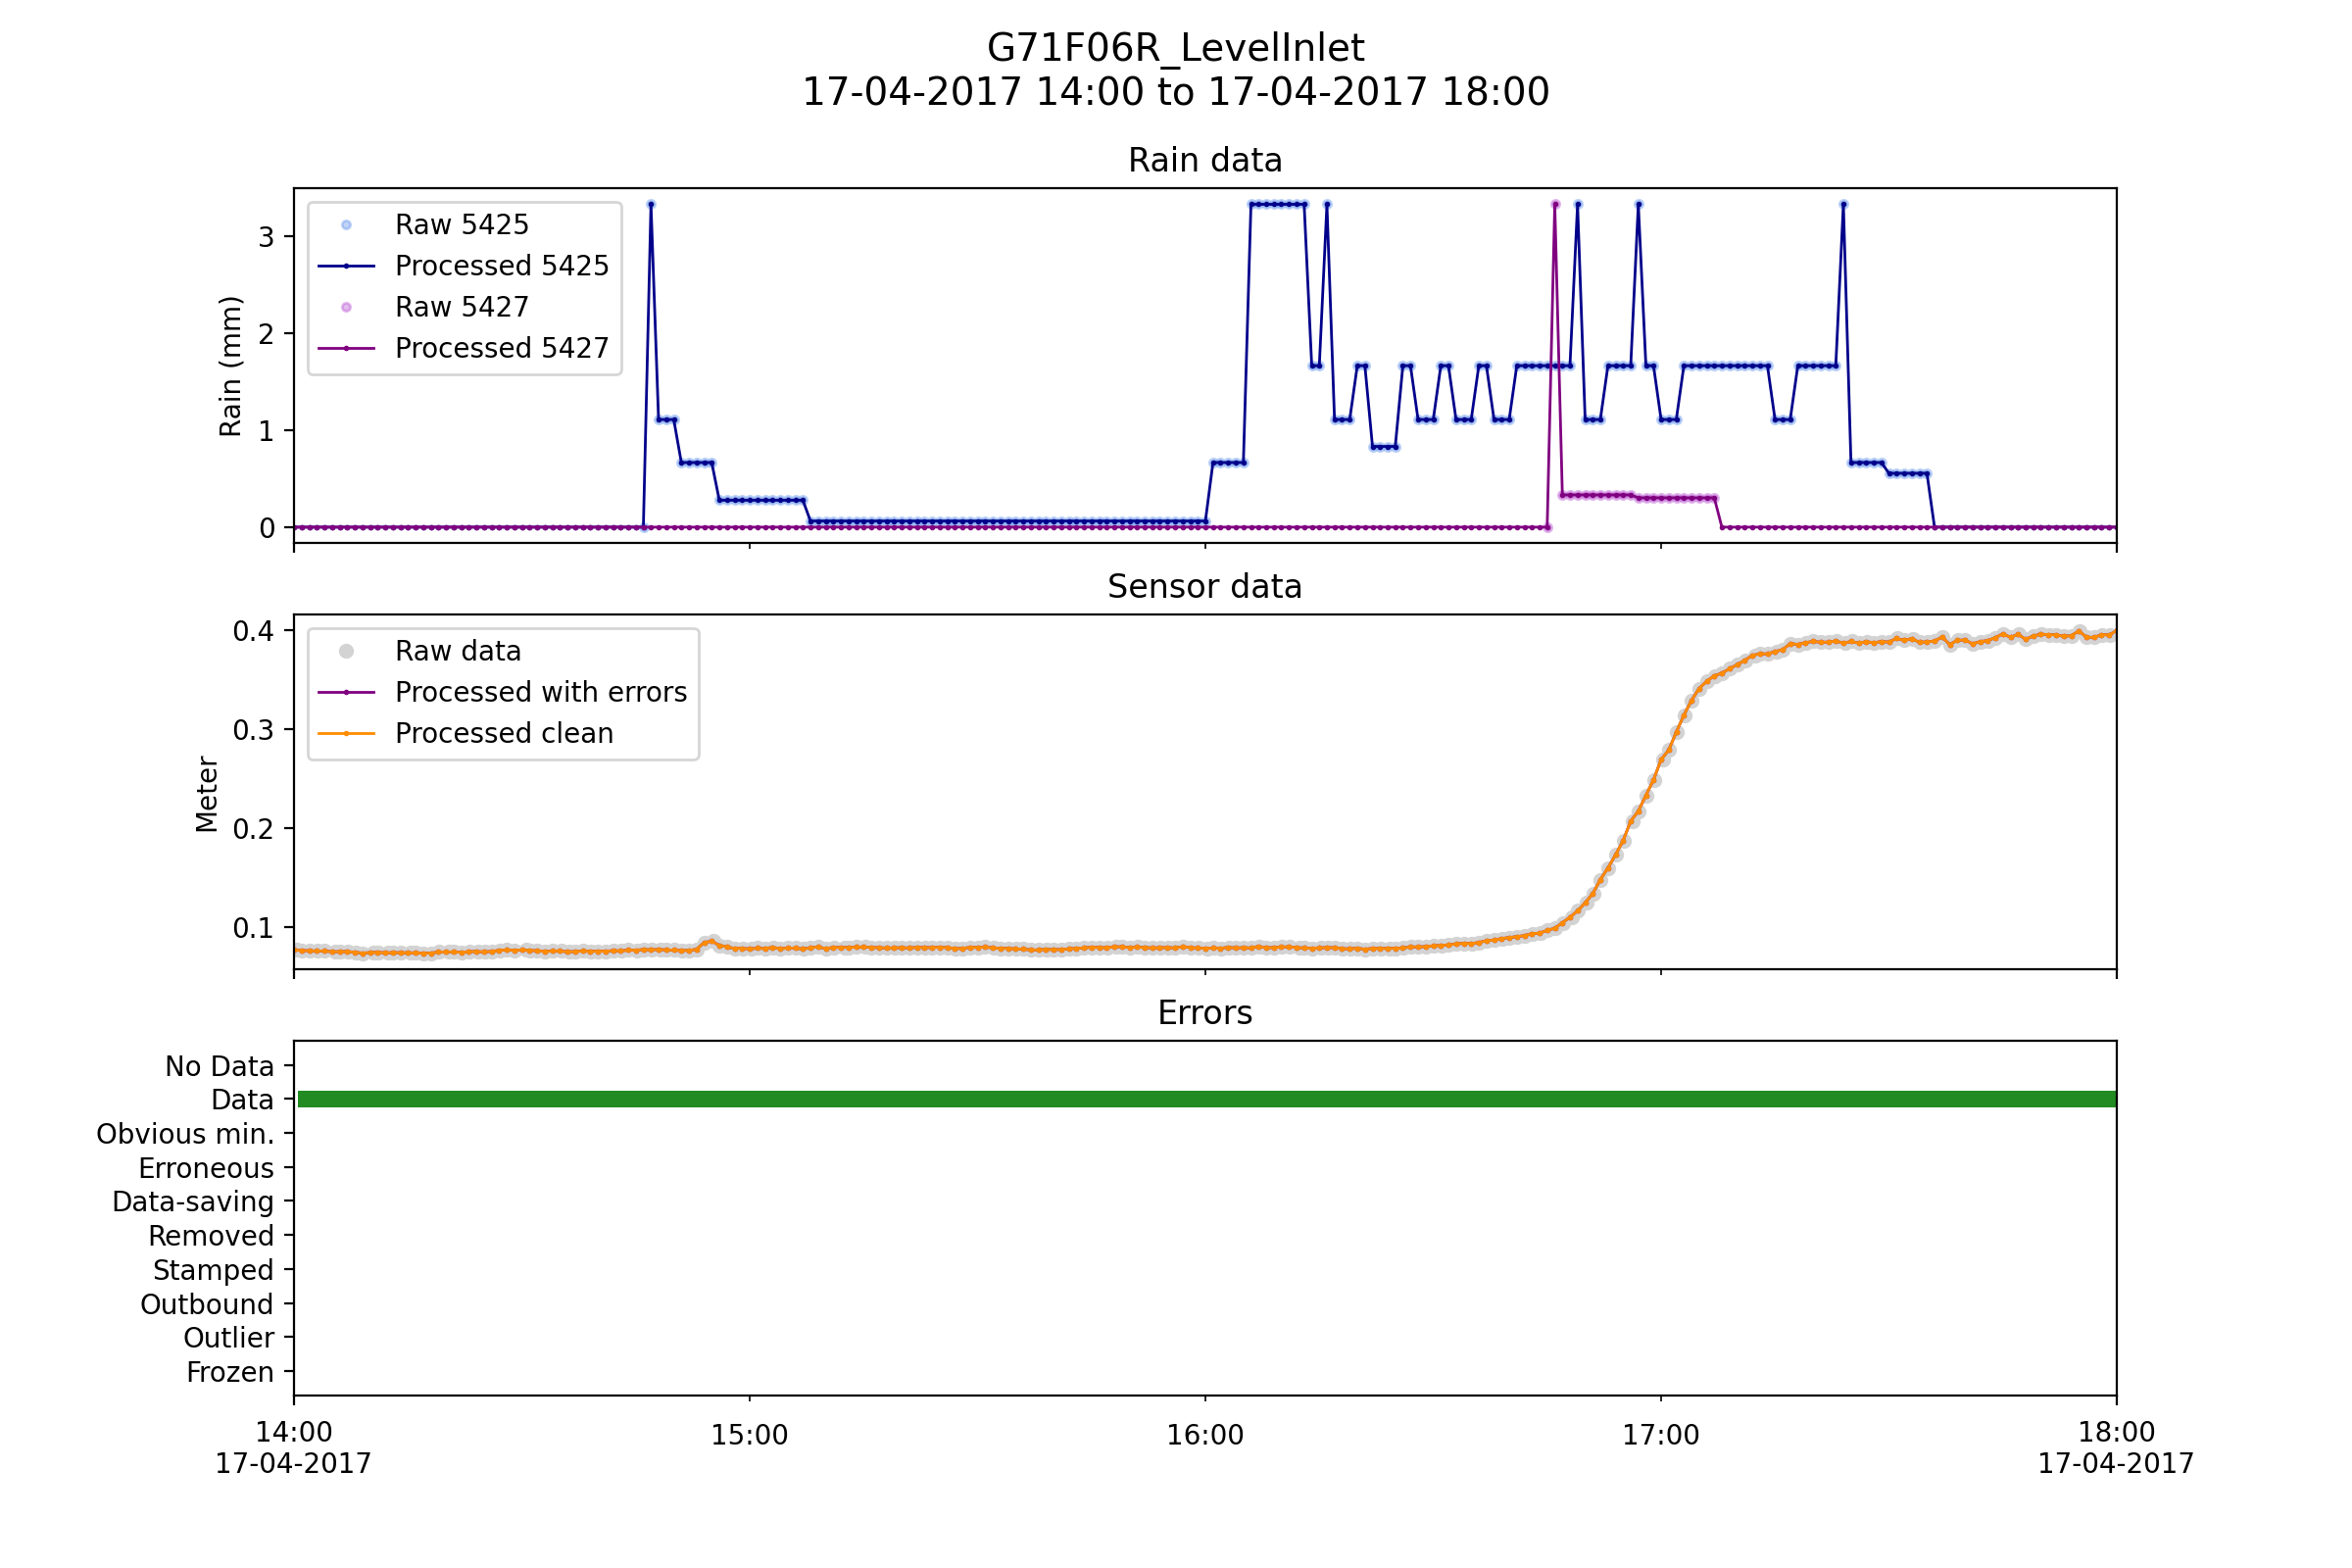 G71F06R_LevelInlet
17-04-2017 14:00 to 17-04-2017 18:00
Rain data
Raw 5425
Processed 5425
Raw 5427
Processed 5427
Rain (mm)
3
2
1
0
Sensor data
Raw data
Processed with errors
Processed clean
Meter
0.4
0.3
0.2
0.1
Errors
No Data
Data
Obvious min.
Erroneous
Data-saving
Removed
Stamped
Outbound
Outlier
Frozen
14:00
17-04-2017
15:00
16:00
17:00
18:00
17-04-2017